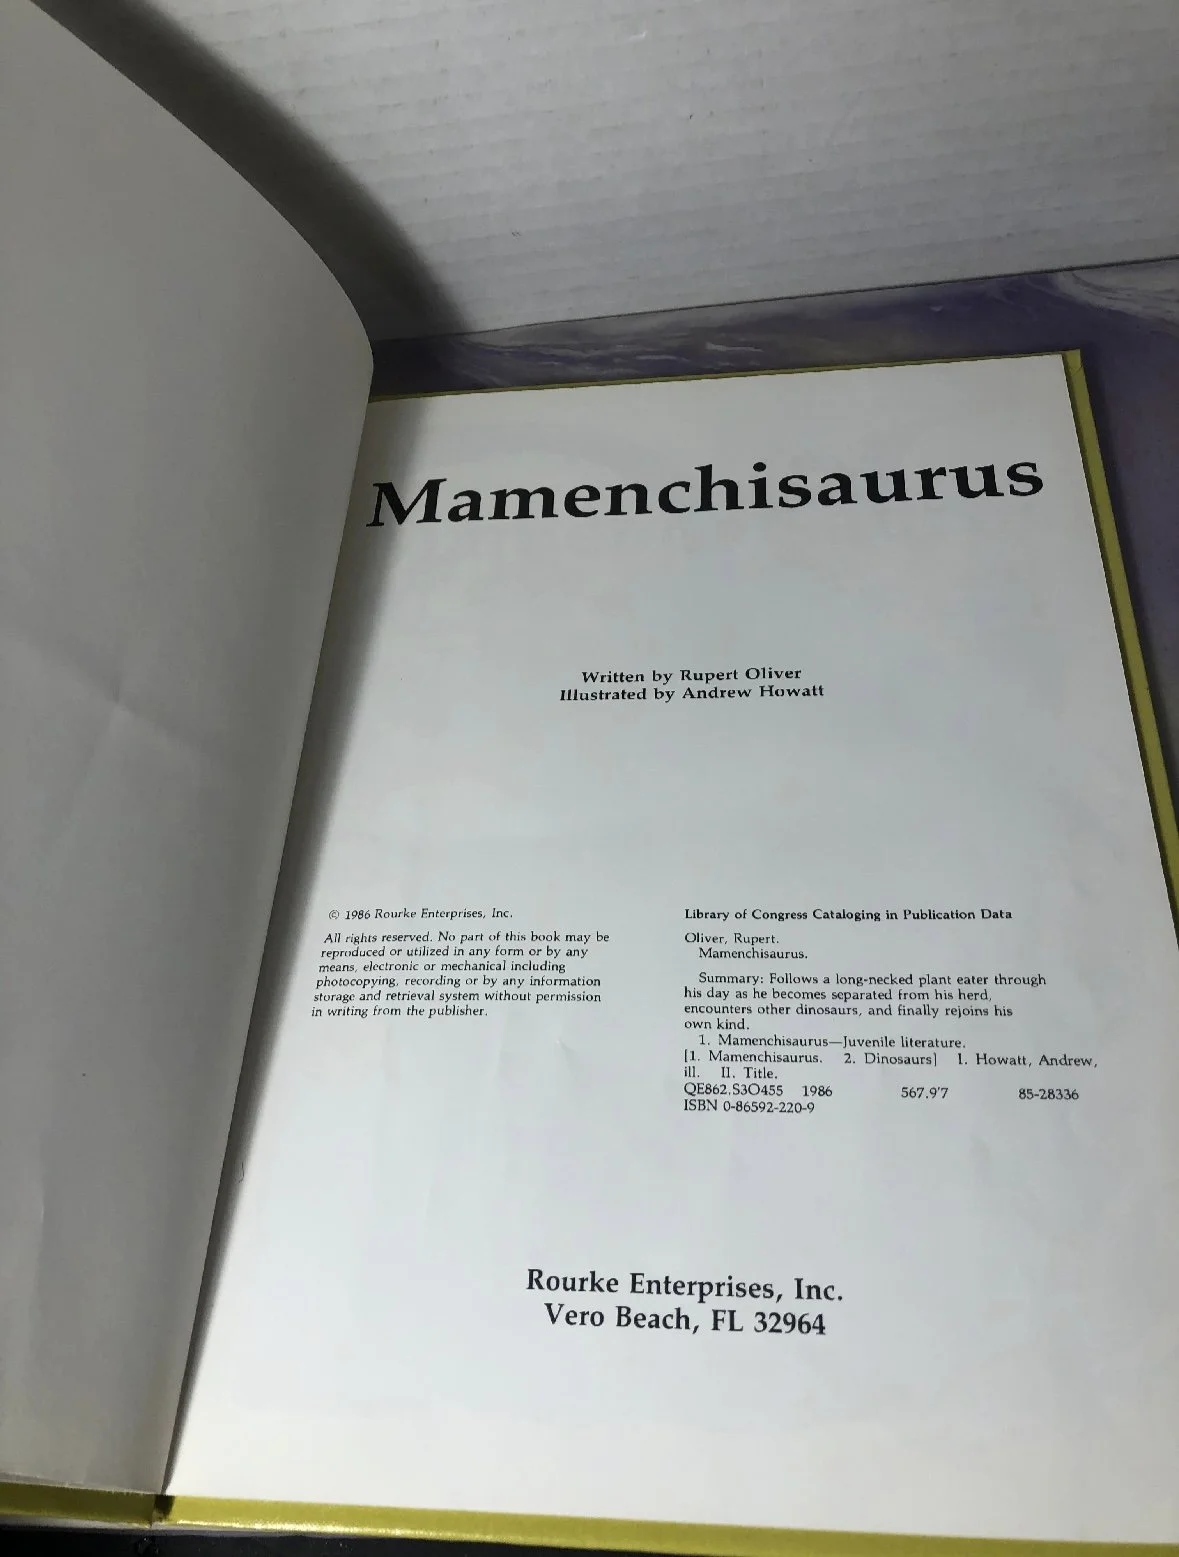 Mamenchisaurus
Written by Rupert Oliver
Illustrated by Andrew Howatt
© 1986 Rourke Enterprises, Inc.
All rights reserved. No part of this book may be
reproduced or utilized in any form or by any
means, electronic or mechanical including
photocopying, recording or by any information
storage and retrieval system without permission
in writing from the publisher.
Library of Congress Cataloging in Publication Data
Oliver, Rupert.
Mamenchisaurus.
Summary: Follows a long-necked plant eater through
his day as he becomes separated from his herd,
encounters other dinosaurs, and finally rejoins his
own kind.
1. Mamenchisaurus—Juvenile literature.
[1. Mamenchisaurus. 2. Dinosaurs] I. Howatt, Andrew,
ill. II. Title.
QE862.S3O455 1986 567.9'7 85-28336
ISBN 0-86592-220-9
Rourke Enterprises, Inc.
Vero Beach, FL 32964